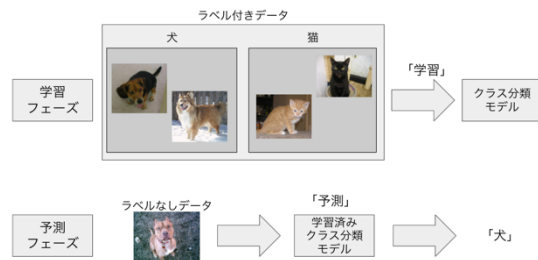 ラベル付きデータ
犬
猫
「学習」
学習
フェーズ
クラス分類
モデル
ラベルなしデータ
「予測」
予測
フェーズ
学習済み
クラス分類
モデル
「犬」